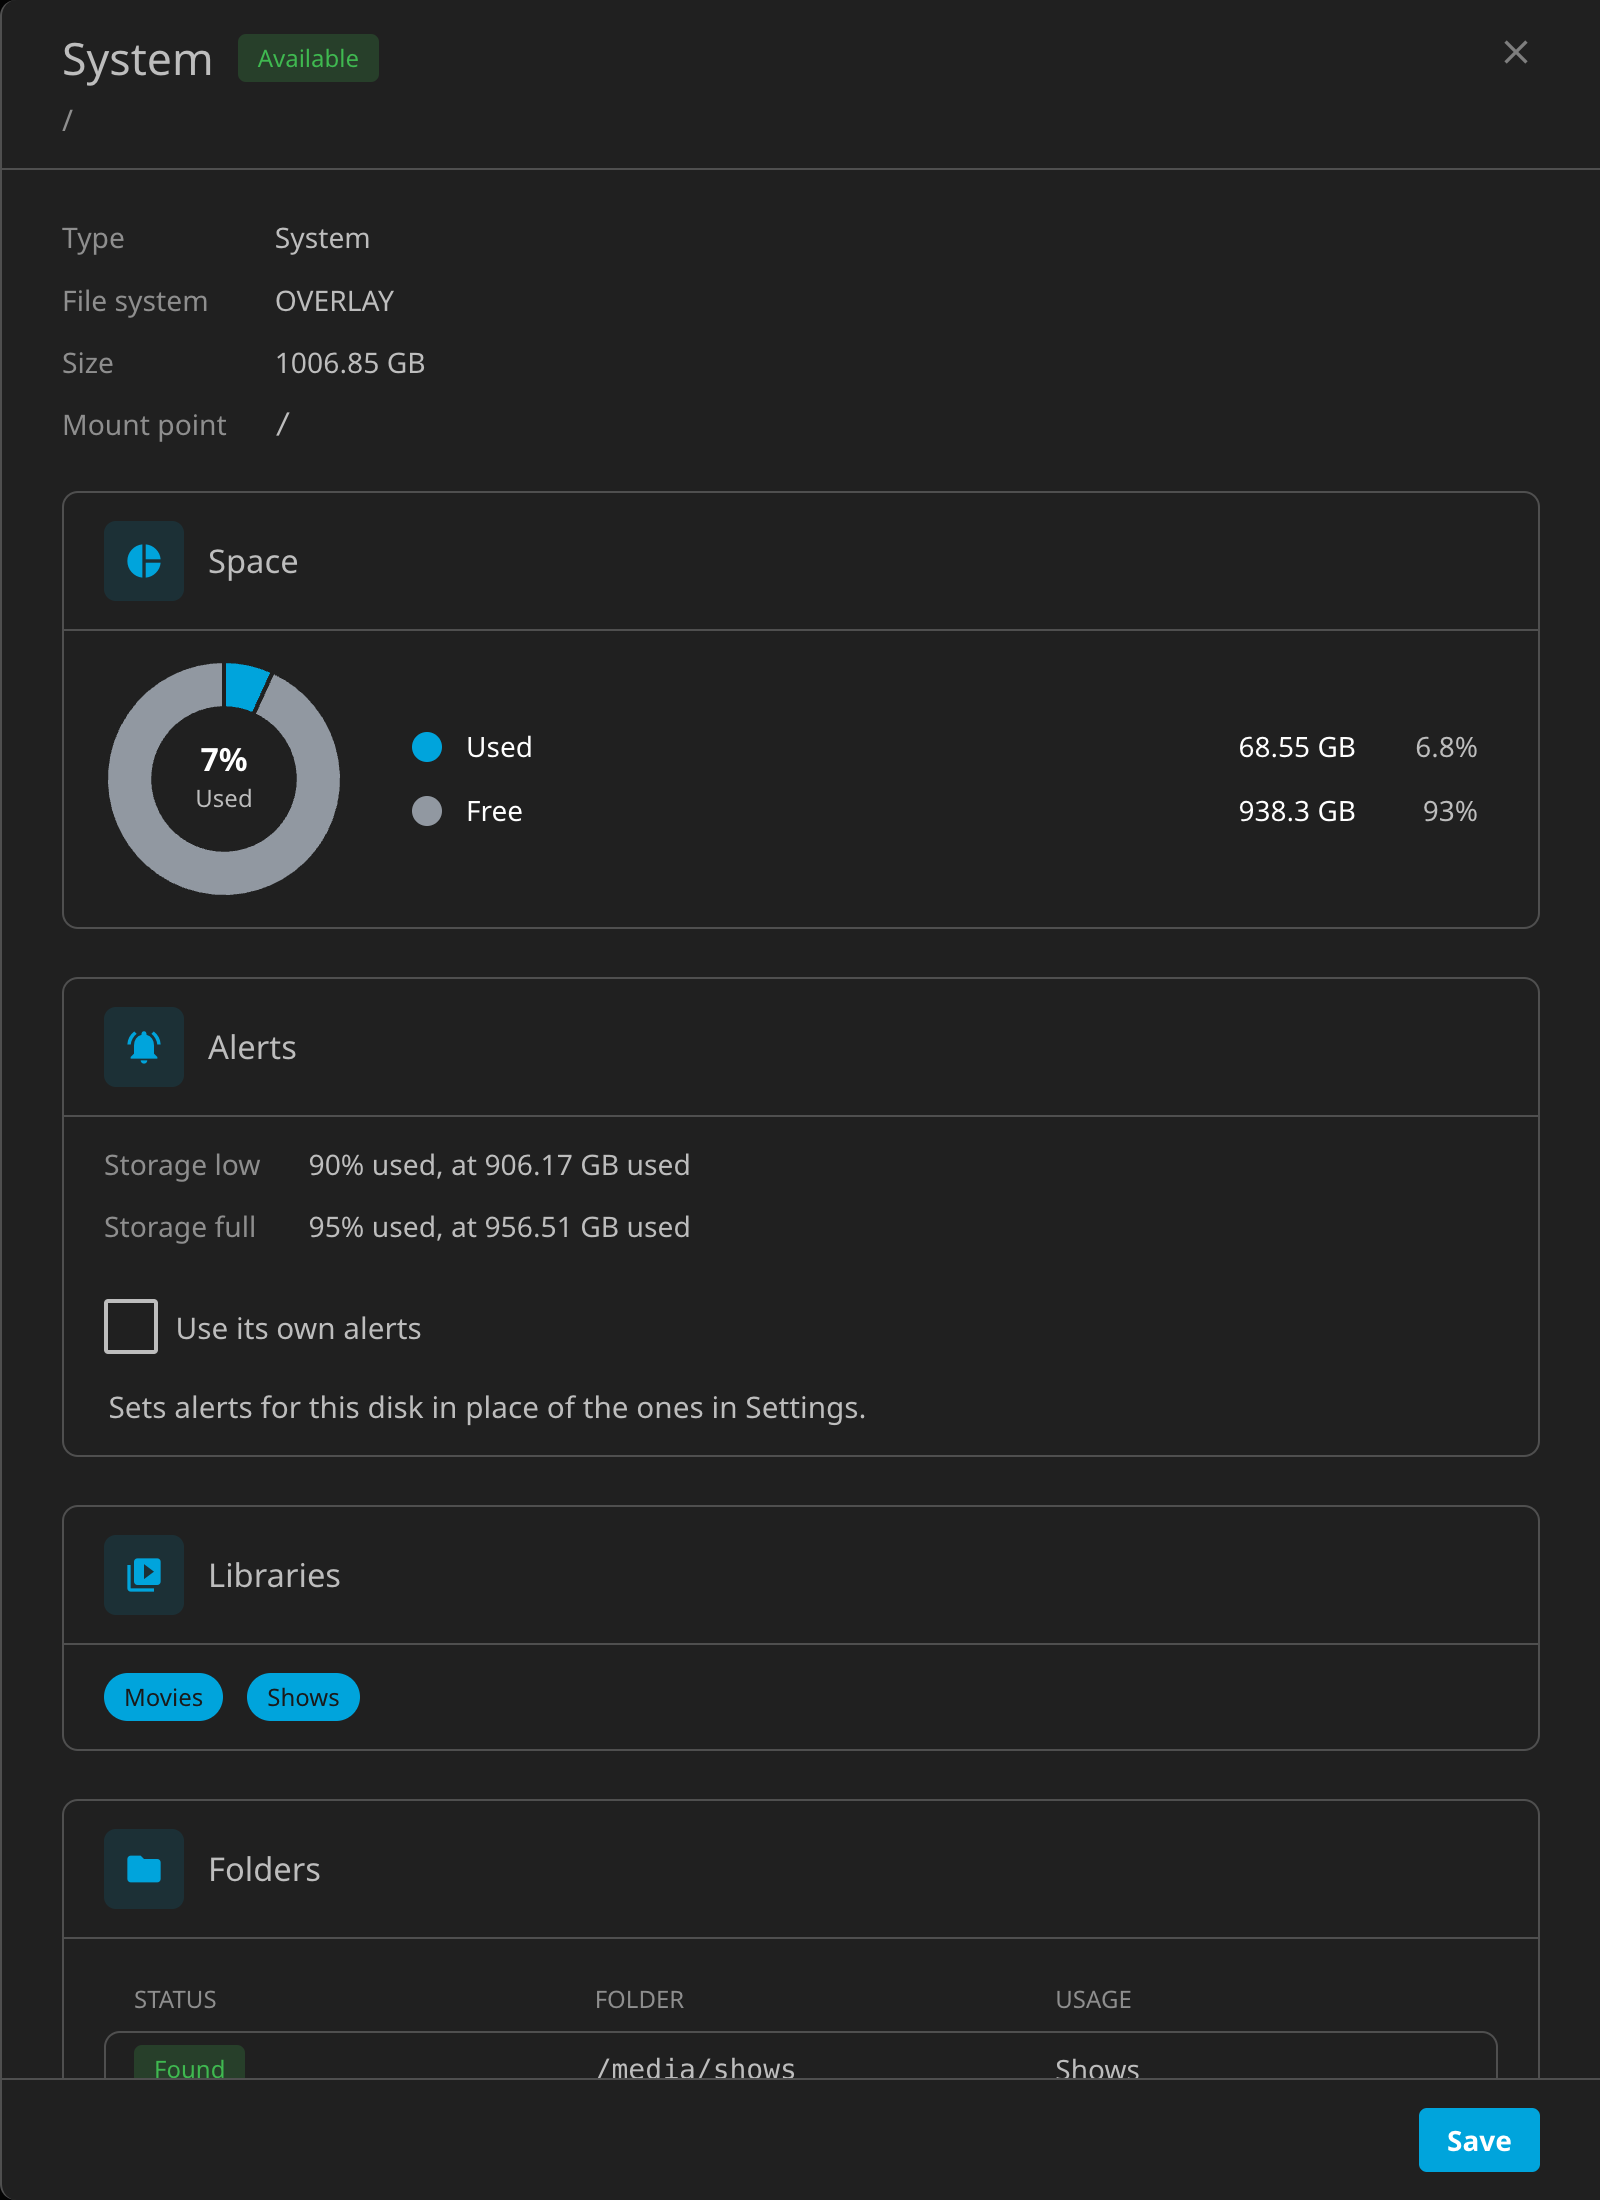 System Available
/
Type System
File system OVERLAY
Size 1006.85 GB
Mount point /
Space
7%
Used
Used 68.55 GB 6.8%
Free 938.3 GB 93%
Alerts
Storage low 90% used, at 906.17 GB used
Storage full 95% used, at 956.51 GB used
Use its own alerts
Sets alerts for this disk in place of the ones in Settings.
Libraries
Movies Shows
Folders
STATUS FOLDER USAGE
Found /media/shows Shows
Save